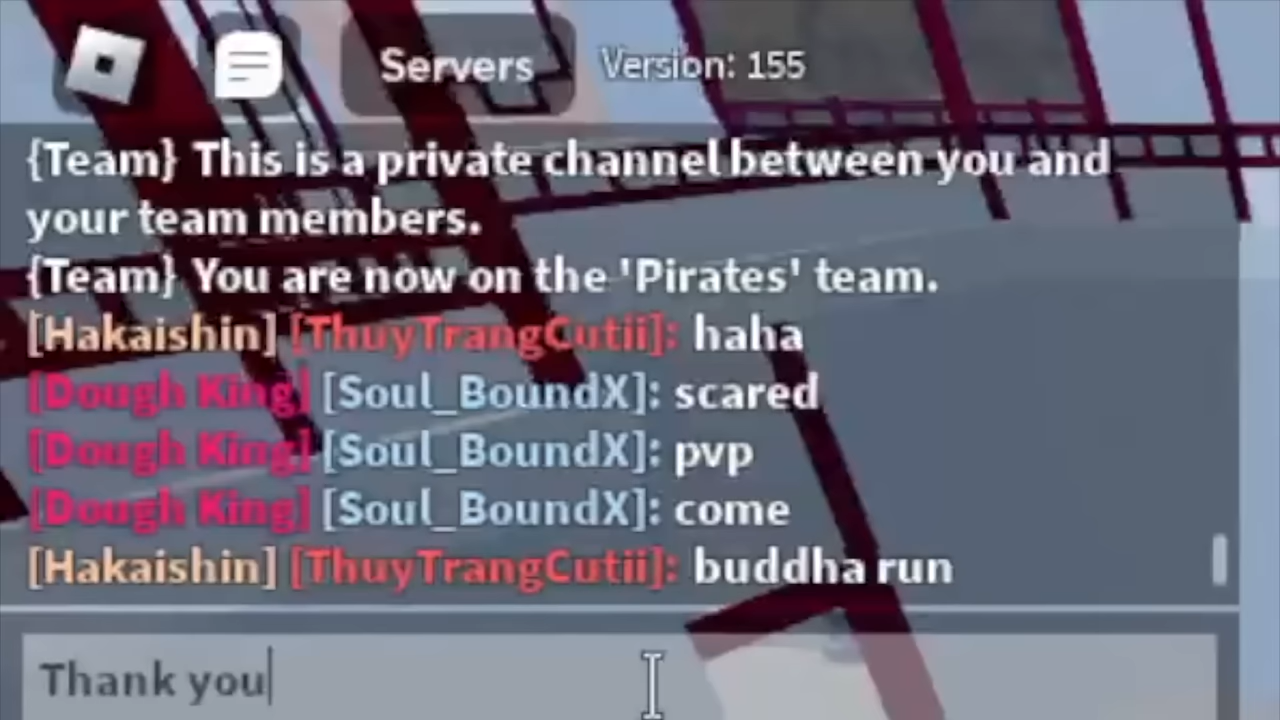 Servers Version: 155
{Team} This is a private channel between you and
your team members.
{Team} You are now on the 'Pirates' team.
[Hakaishin] [ThuyTrangCutii]: haha
[Dough King] [Soul_BoundX]: scared
[Dough King] [Soul_BoundX]: pvp
[Dough King] [Soul_BoundX]: come
[Hakaishin] [ThuyTrangCutii]: buddha run
Thank you